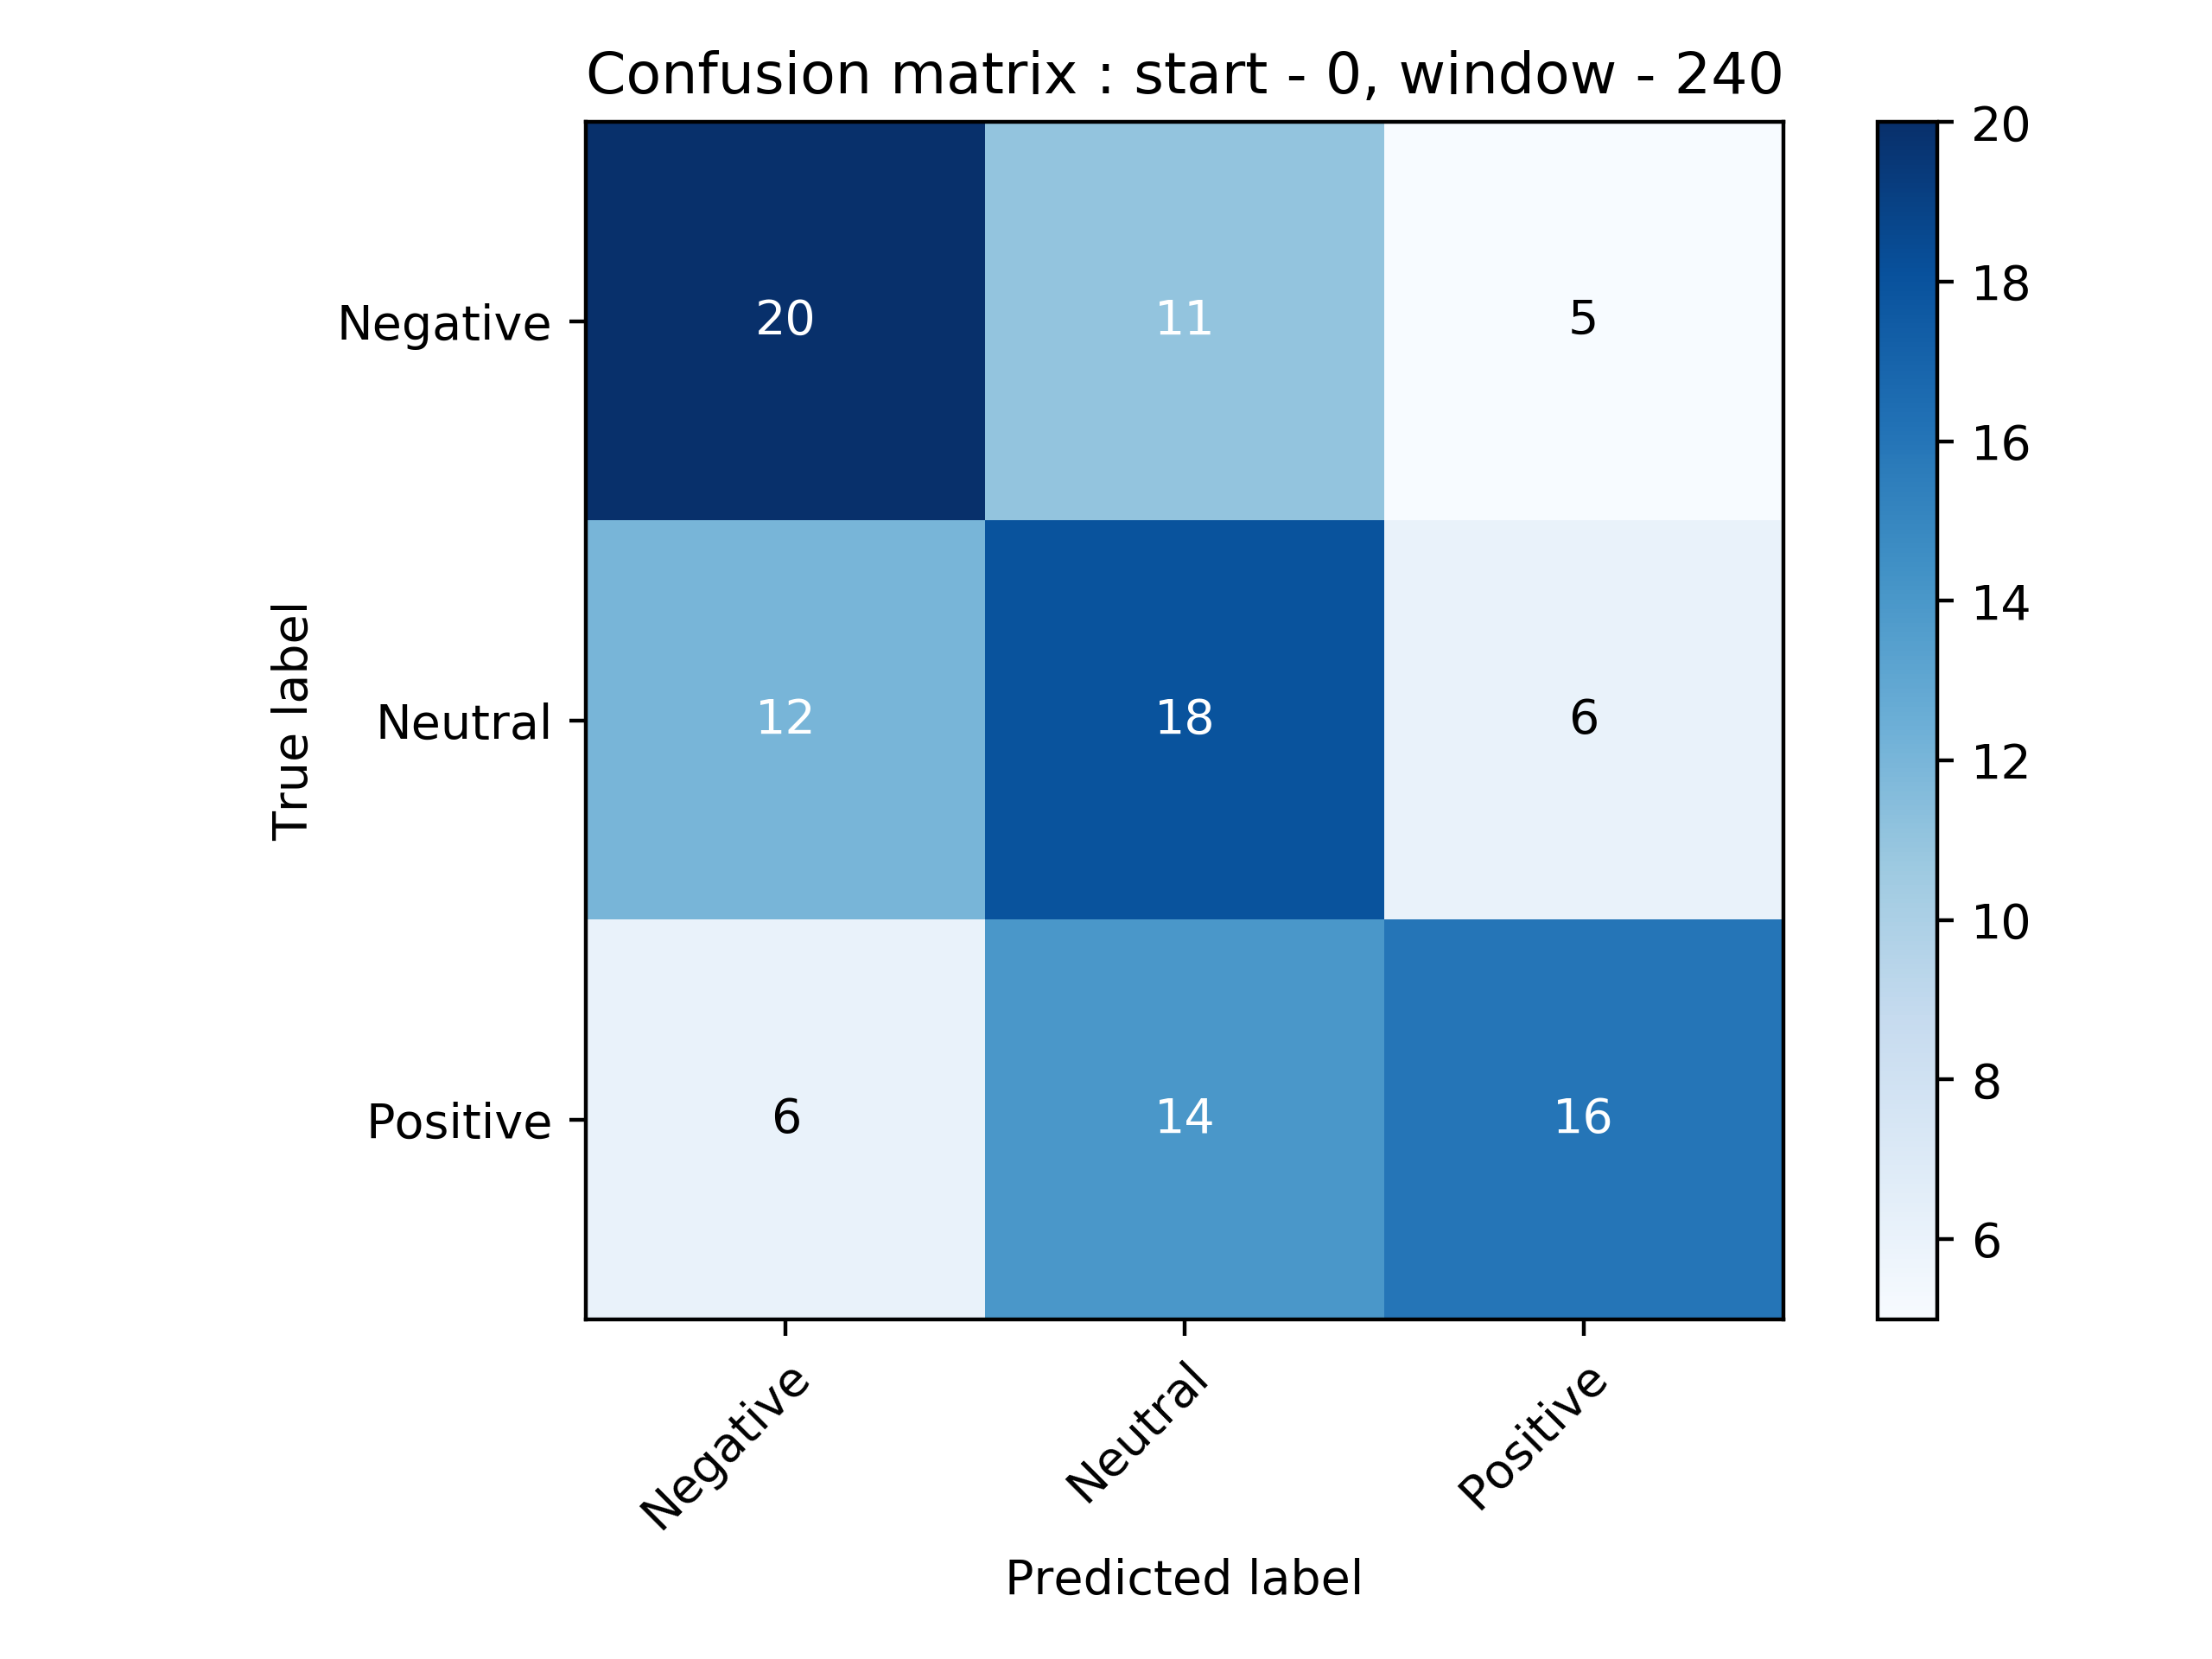 Confusion matrix : start - 0, window - 240
True label
Negative
20
11
5
Neutral
12
18
6
Positive
6
14
16
Negative
Neutral
Positive
Predicted label
20
18
16
14
12
10
8
6